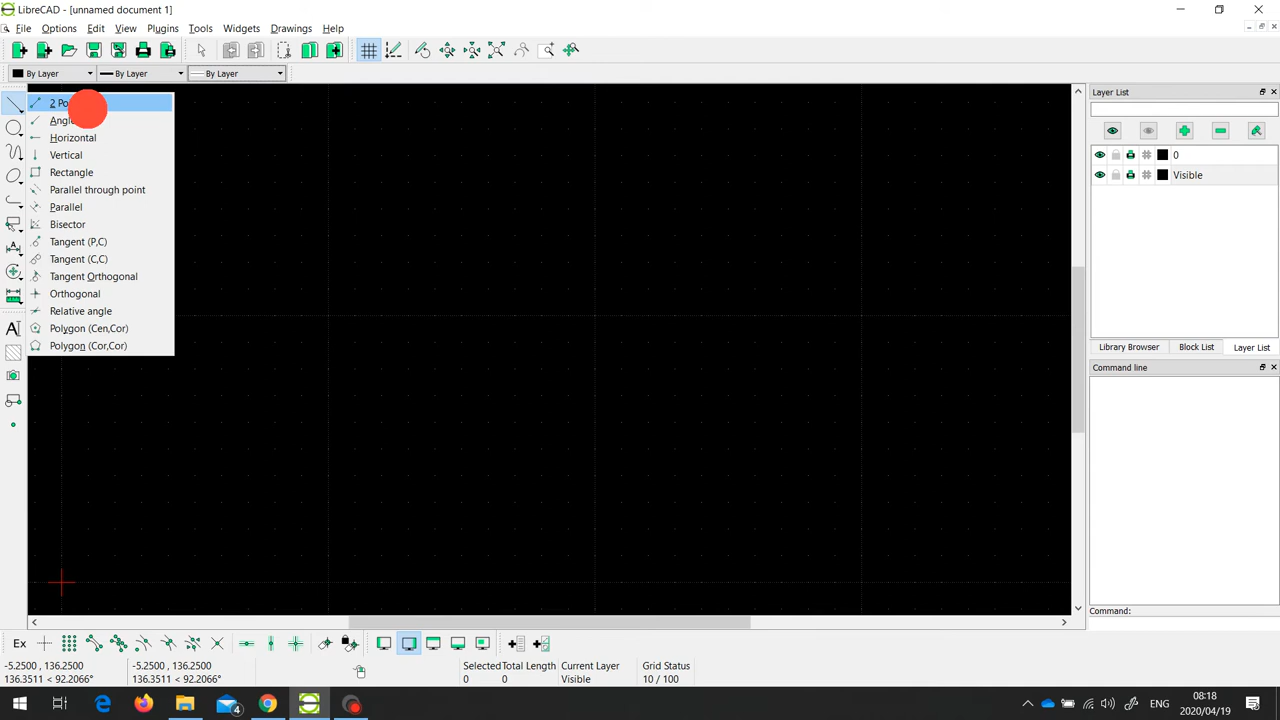 LibreCAD - [unnamed document 1]
File Options Edit View Plugins Tools Widgets Drawings Help
By Layer By Layer By Layer
Layer List
2
Horizontal
Vertical
Rectangle
Parallel through point
Parallel
Bisector
Tangent (P,C)
Tangent (C,C)
Tangent Orthogonal
Orthogonal
Relative angle
Polygon (Cen,Cor)
Polygon (Cor,Cor)
0
Visible
Library Browser Block List Layer List
Command line
Command:
Ex
-5.2500 , 136.2500 -5.2500 , 136.2500 Selected Total Length Current Layer Grid Status
136.3511 < 92.2066° 136.3511 < 92.2066° 0 0 Visible 10 / 100
4
ENG
08:18
2020/04/19